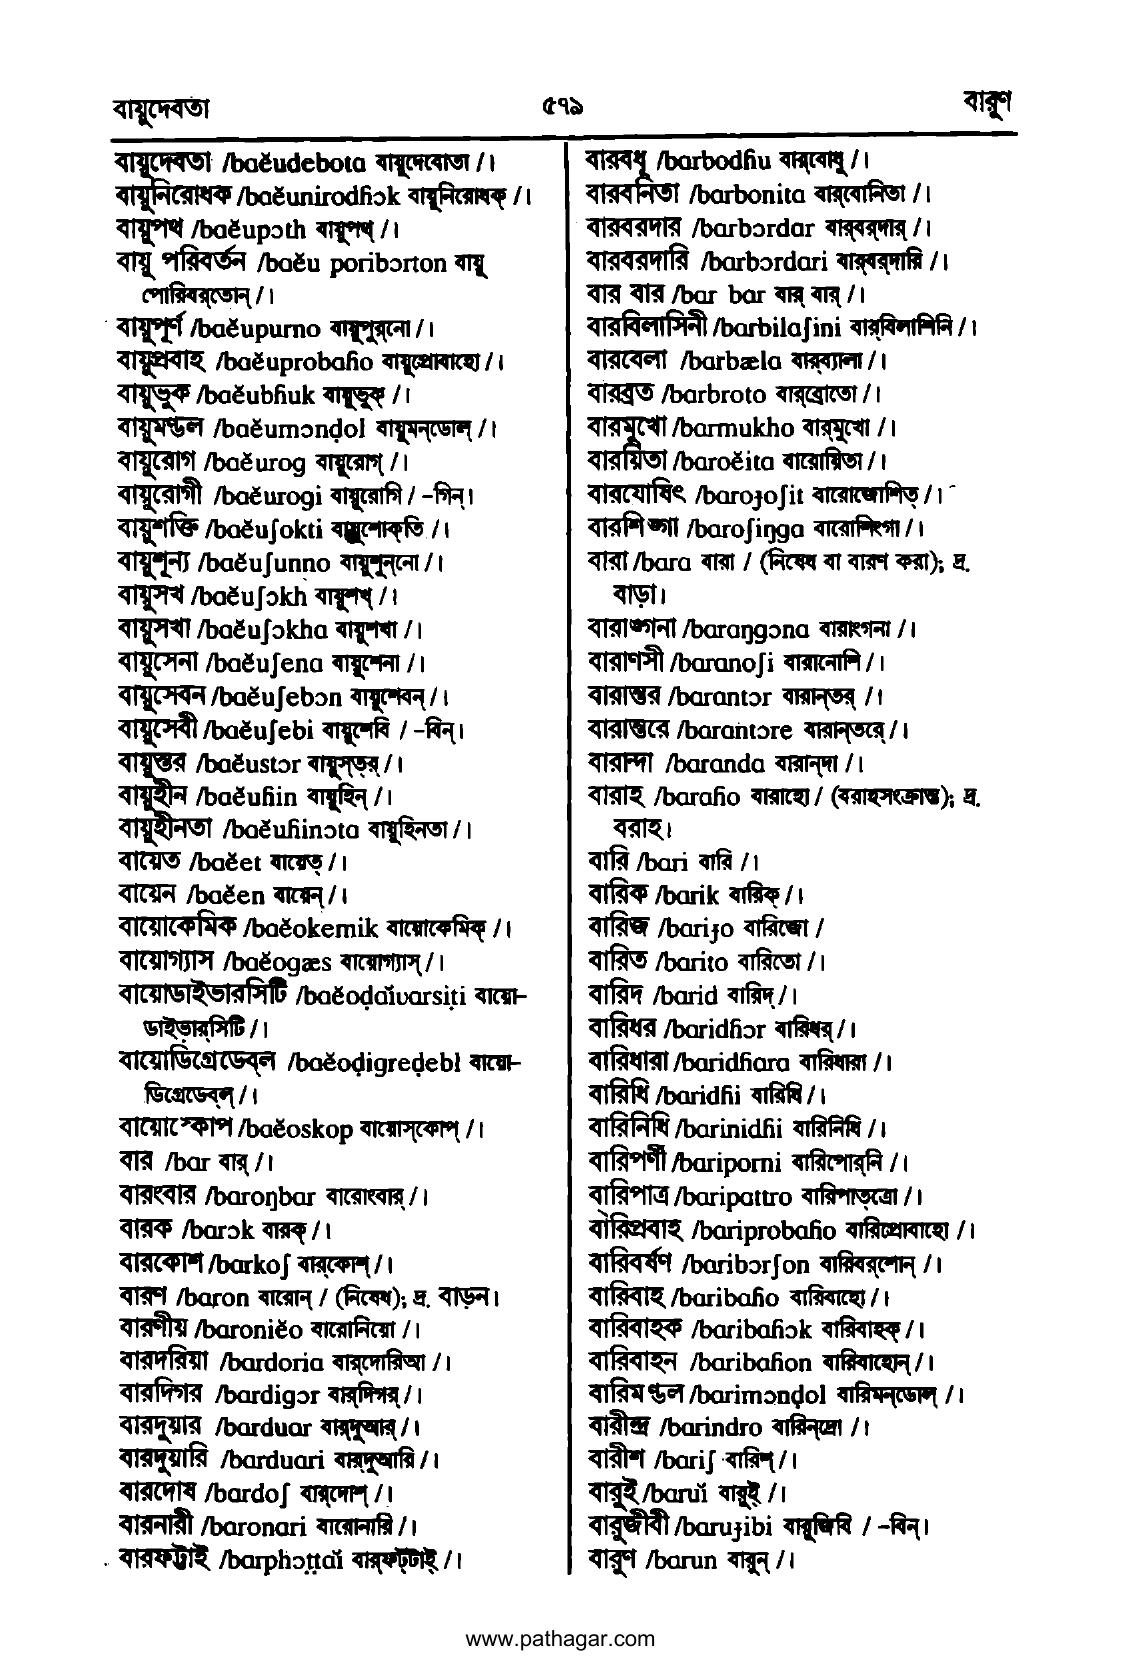 বায়ুদেবতা ৫৭৯ বারুণ
বায়ুদেবতা /baĕudebota বায়ুদেবোতা /।
বায়ুনিরোধক /baĕunirodɦɔk বায়ুনিরোধক্ /।
বায়ুপথ /baĕupɔth বায়ুপথ্ /।
বায়ু পরিবর্তন /baĕu poribɔrton বায়ু
পোরিবর্‌তোন্ /।
বায়ুপূর্ণ /baĕupurno বায়ুপুর্‌নো /।
বায়ুপ্রবাহ /baĕuprobaɦo বায়ুপ্রোবাহো /।
বায়ুভুক /baĕubɦuk বায়ুভুক্ /।
বায়ুমণ্ডল /baĕumɔnḍol বায়ুমন্‌ডোল্ /।
বায়ুরোগ /baĕurog বায়ুরোগ্ /।
বায়ুরোগী /baĕurogi বায়ুরোগি / -গিন্।
বায়ুশক্তি /baĕuʃokti বায়ুশোক্‌তি /।
বায়ুশূন্য /baĕuʃunno বায়ুশুন্‌নো /।
বায়ুসখ /baĕuʃɔkh বায়ুশখ্ /।
বায়ুসখা /baĕuʃɔkha বায়ুশখা /।
বায়ুসেনা /baĕuʃena বায়ুশেনা /।
বায়ুসেবন /baĕuʃebɔn বায়ুশেবন্ /।
বায়ুসেবী /baĕuʃebi বায়ুশেবি / -বিন্।
বায়ুস্তর /baĕustɔr বায়ুস্‌তর্ /।
বায়ুহীন /baĕuɦin বায়ুহিন্ /।
বায়ুহীনতা /baĕuɦinɔta বায়ুহিনতা /।
বায়েত /baĕet বায়েত্ /।
বায়েন /baĕen বায়েন্ /।
বায়োকেমিক /baĕokemik বায়োকেমিক্ /।
বায়োগ্যাস /baĕogæs বায়োগ্যাস্ /।
বায়োডাইভারসিটি /baĕoḍaĭvarsiṭi বায়ো-
ডাইভার্‌সিটি /।
বায়োডিগ্রেডেব্‌ল /baĕoḍigreḍebl বায়ো-
ডিগ্রেডেব্‌ল্ /।
বায়োস্কোপ /baĕoskop বায়োস্‌কোপ্ /।
বার /bar বার্ /।
বারংবার /baroŋbar বারোংবার্ /।
বারক /barɔk বারক্ /।
বারকোশ /barkoʃ বার্‌কোশ্ /।
বারণ /baron বারোন্ / (নিষেধ); দ্র. বাড়ন।
বারণীয় /baroniĕo বারোনিয়ো /।
বারদরিয়া /bardoria বার্‌দোরিআ /।
বারদিগর /bardigɔr বার্‌দিগর্ /।
বারদুয়ার /barduar বার্‌দুআর্ /।
বারদুয়ারি /barduari বার্‌দুআরি /।
বারদোষ /bardoʃ বার্‌দোশ্ /।
বারনারী /baronari বারোনারি /।
বারফট্টাই /barphɔṭṭaĭ বার্‌ফট্‌টাই্ /।
বারবধূ /barbodɦu বার্‌বোধু /।
বারবনিতা /barbonita বার্‌বোনিতা /।
বারবরদার /barbɔrdar বার্‌বর্‌দার্ /।
বারবরদারি /barbɔrdari বার্‌বর্‌দারি /।
বার বার /bar bar বার্ বার্ /।
বারবিলাসিনী /barbilaʃini বার্‌বিলাশিনি /।
বারবেলা /barbæla বার্‌ব্যালা /।
বারব্রত /barbroto বার্‌ব্রোতো /।
বারমুখো /barmukho বার্‌মুখো /।
বারয়িতা /baroĕita বারোয়িতা /।
বারযোষিৎ /baroɟoʃit বারোজোশিত্ /।
বারশিঙ্গা /baroʃiŋga বারোশিংগা /।
বারা /bara বারা / (নিষেধ বা বারণ করা); দ্র.
বাড়া।
বারাঙ্গনা /baraŋgɔna বারাংগনা /।
বারাণসী /baranoʃi বারানোশি /।
বারান্তর /barantɔr বারান্‌তর্ /।
বারান্তরে /barantɔre বারান্‌তরে /।
বারান্দা /baranda বারান্‌দা /।
বারাহ /baraɦo বারাহো / (বরাহসংক্রান্ত); দ্র.
বরাহ।
বারি /bari বারি /।
বারিক /barik বারিক্ /।
বারিজ /bariɟo বারিজো /
বারিত /barito বারিতো /।
বারিদ /barid বারিদ্ /।
বারিধর /baridɦɔr বারিধর্ /।
বারিধারা /baridɦara বারিধারা /।
বারিধি /baridɦi বারিধি /।
বারিনিধি /barinidɦi বারিনিধি /।
বারিপর্ণী /bariporni বারিপোর্‌নি /।
বারিপাত্র /baripattro বারিপাত্‌ত্রো /।
বারিপ্রবাহ /bariprobaɦo বারিপ্রোবাহো /।
বারিবর্ষণ /baribɔrʃon বারিবর্‌শোন্ /।
বারিবাহ /baribaɦo বারিবাহো /।
বারিবাহক /baribaɦɔk বারিবাহক্ /।
বারিবাহন /baribaɦon বারিবাহোন্ /।
বারিমণ্ডল /barimɔnḍol বারিমন্‌ডোল্ /।
বারীন্দ্র /barindro বারিন্‌দ্রো /।
বারীশ /bariʃ বারিশ্ /।
বারুই /baruĭ বারুই্ /।
বারুজীবী /baruɟibi বারুজিবি / -বিন্।
বারুণ /barun বারুন্ /।
www.pathagar.com